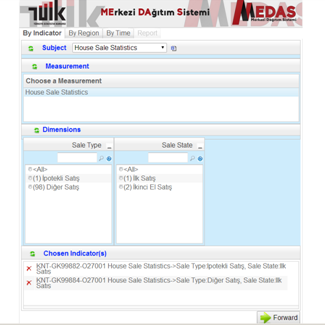 TÜİK
MErkezi DAğıtım Sistemi
MEDAS
Merkezi Dağıtım Sistemi
By Indicator By Region By Time Report
Subject House Sale Statistics
Measurement
Choose a Measurement
House Sale Statistics
Dimensions
Sale Type Sale State
<All> <All>
(1) İpotekli Satış (1) İlk Satış
(98) Diğer Satış (2) İkinci El Satış
Chosen Indicator(s)
KNT-GK99882-O27001 House Sale Statistics->Sale Type:İpotekli Satış, Sale State:İlk
Satış
KNT-GK99884-O27001 House Sale Statistics->Sale Type:Diğer Satış, Sale State:İlk
Satış
Forward